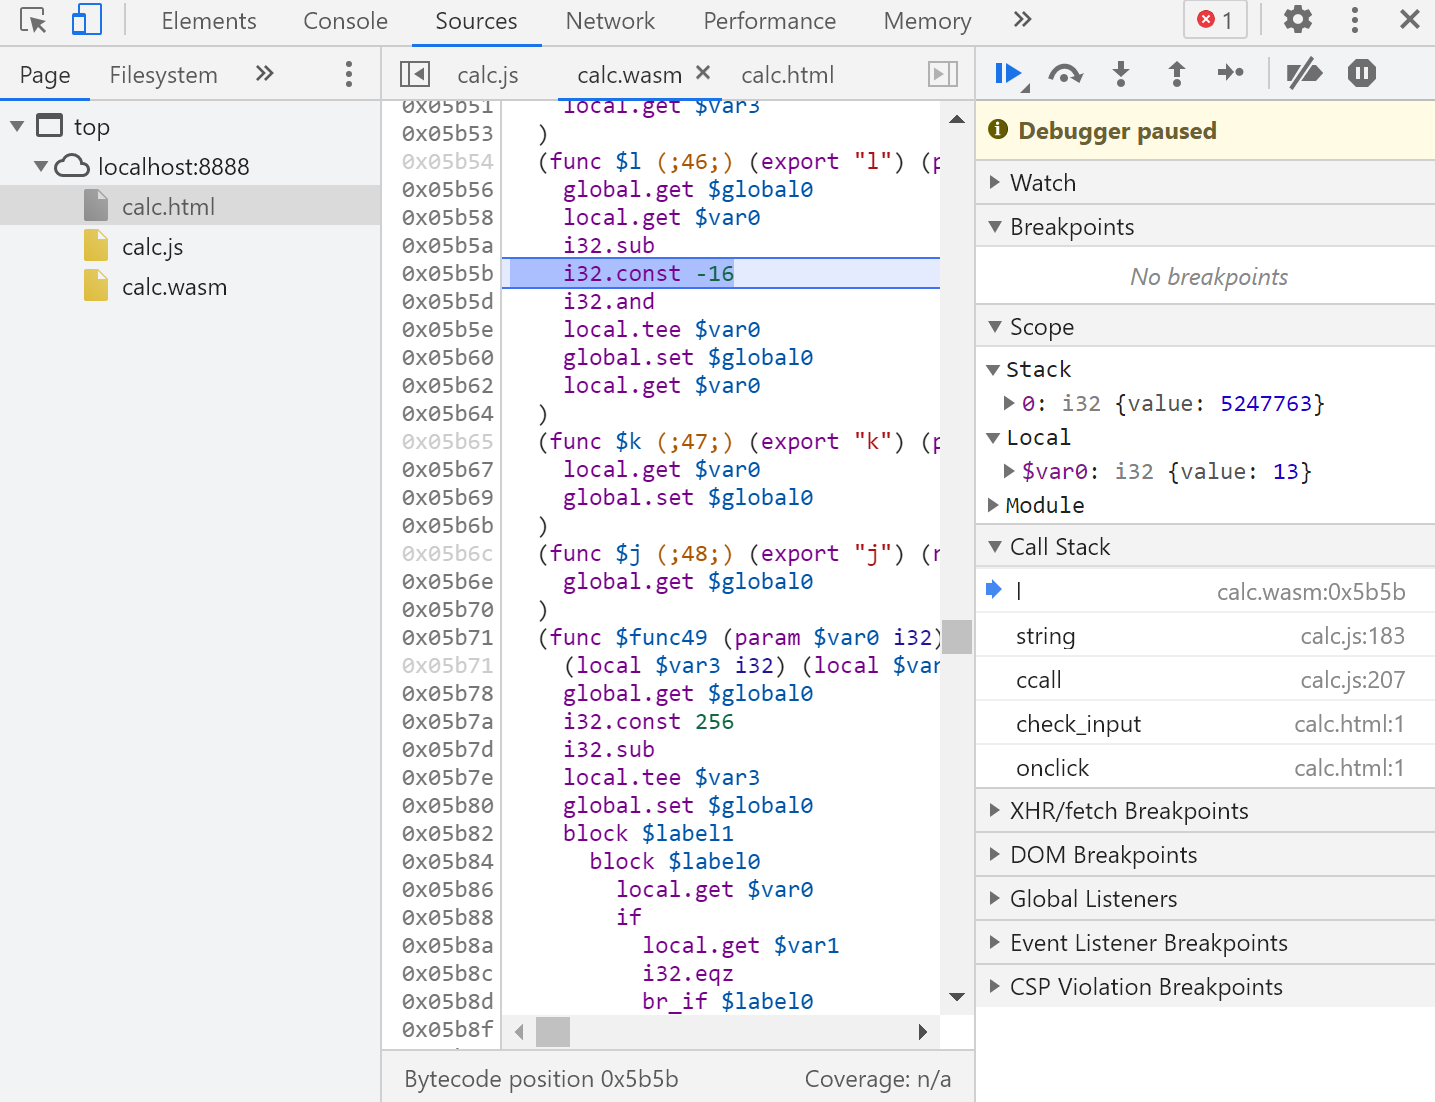 Elements Console Sources Network Performance Memory » 1
Page Filesystem »
calc.js calc.wasm × calc.html
top
localhost:8888
calc.html
calc.js
calc.wasm
0x05b51 local.get $var3
0x05b53 )
0x05b54 (func $l (;46;) (export "l") (p
0x05b56 global.get $global0
0x05b58 local.get $var0
0x05b5a i32.sub
0x05b5b i32.const -16
0x05b5d i32.and
0x05b5e local.tee $var0
0x05b60 global.set $global0
0x05b62 local.get $var0
0x05b64 )
0x05b65 (func $k (;47;) (export "k") (p
0x05b67 local.get $var0
0x05b69 global.set $global0
0x05b6b )
0x05b6c (func $j (;48;) (export "j") (r
0x05b6e global.get $global0
0x05b70 )
0x05b71 (func $func49 (param $var0 i32)
0x05b71 (local $var3 i32) (local $var
0x05b78 global.get $global0
0x05b7a i32.const 256
0x05b7d i32.sub
0x05b7e local.tee $var3
0x05b80 global.set $global0
0x05b82 block $label1
0x05b84 block $label0
0x05b86 local.get $var0
0x05b88 if
0x05b8a local.get $var1
0x05b8c i32.eqz
0x05b8d br_if $label0
0x05b8f
Bytecode position 0x5b5b Coverage: n/a
Debugger paused
Watch
Breakpoints
No breakpoints
Scope
Stack
0: i32 {value: 5247763}
Local
$var0: i32 {value: 13}
Module
Call Stack
l calc.wasm:0x5b5b
string calc.js:183
ccall calc.js:207
check_input calc.html:1
onclick calc.html:1
XHR/fetch Breakpoints
DOM Breakpoints
Global Listeners
Event Listener Breakpoints
CSP Violation Breakpoints